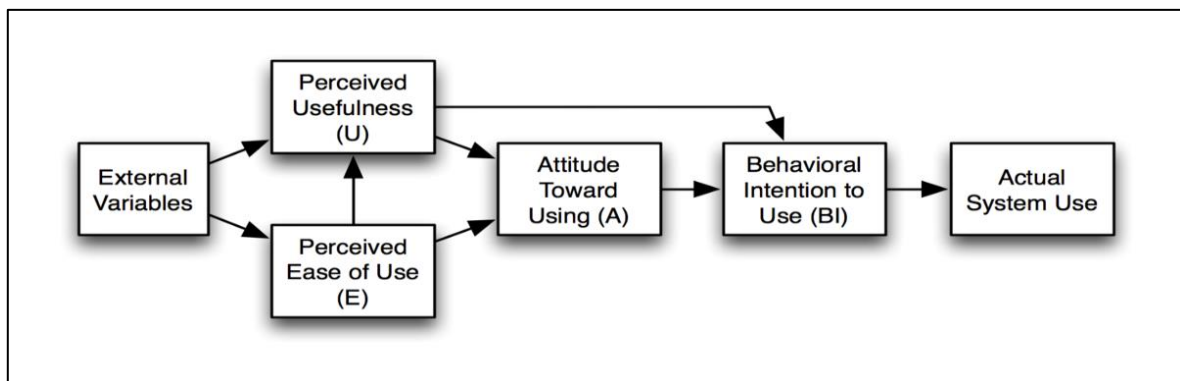 External
Variables
Perceived
Usefulness
(U)
Perceived
Ease of Use
(E)
Attitude
Toward
Using (A)
Behavioral
Intention to
Use (BI)
Actual
System Use